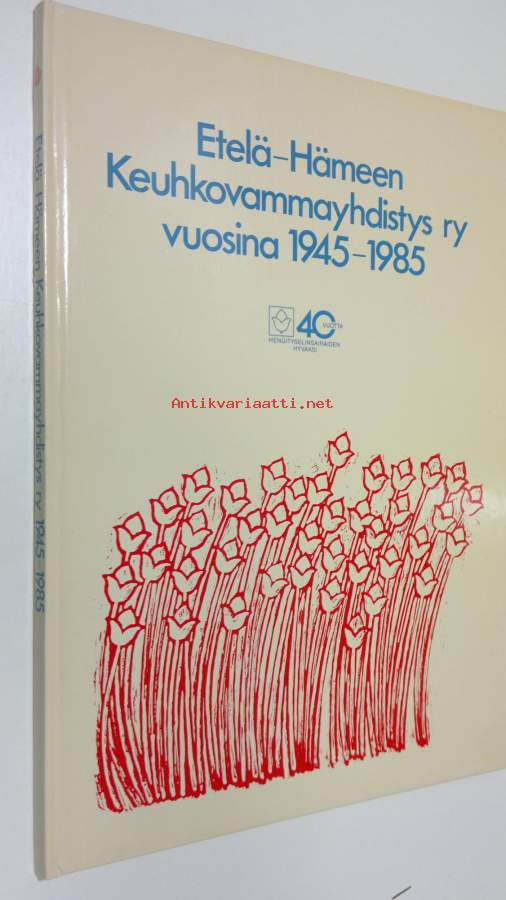 Etelä-Hämeen
Keuhkovammayhdistys ry
vuosina 1945-1985
40 VUOTTA
HENGITYSELINSAIRAIDEN
HYVÄKSI
Antikvariaatti.net
Etelä-Hämeen Keuhkovammayhdistys ry 1945-1985